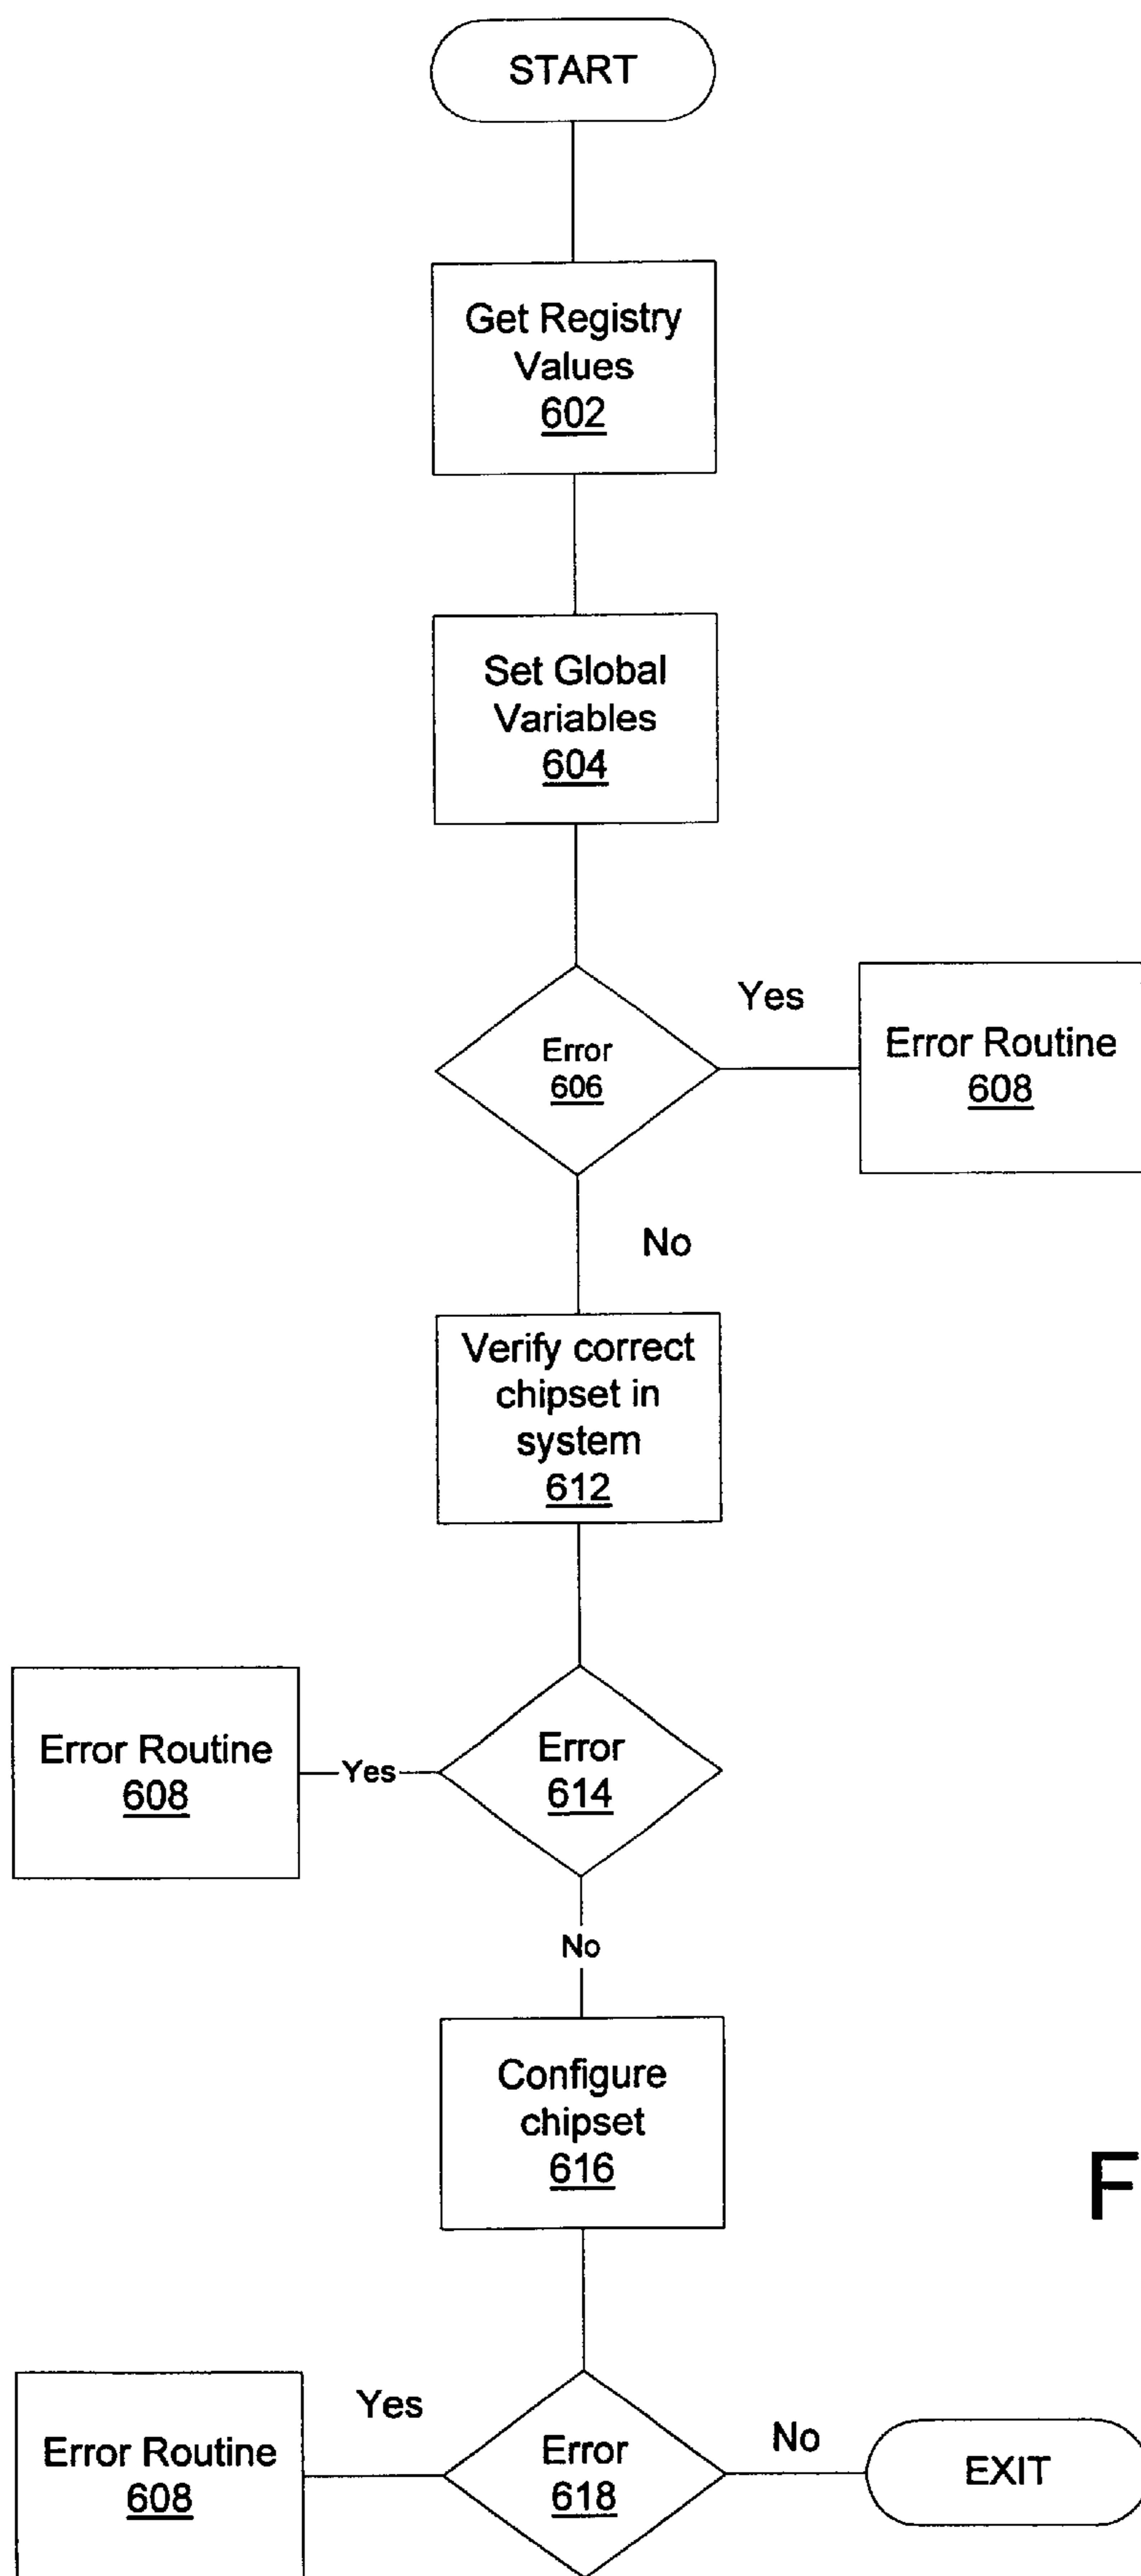 START
Get Registry
Values
602
Set Global
Variables
604
Error
606
Yes
Error Routine
608
No
Verify correct
chipset in
system
612
Error Routine
608
Yes
Error
614
No
Configure
chipset
616
F
Error Routine
608
Yes
Error
618
No
EXIT